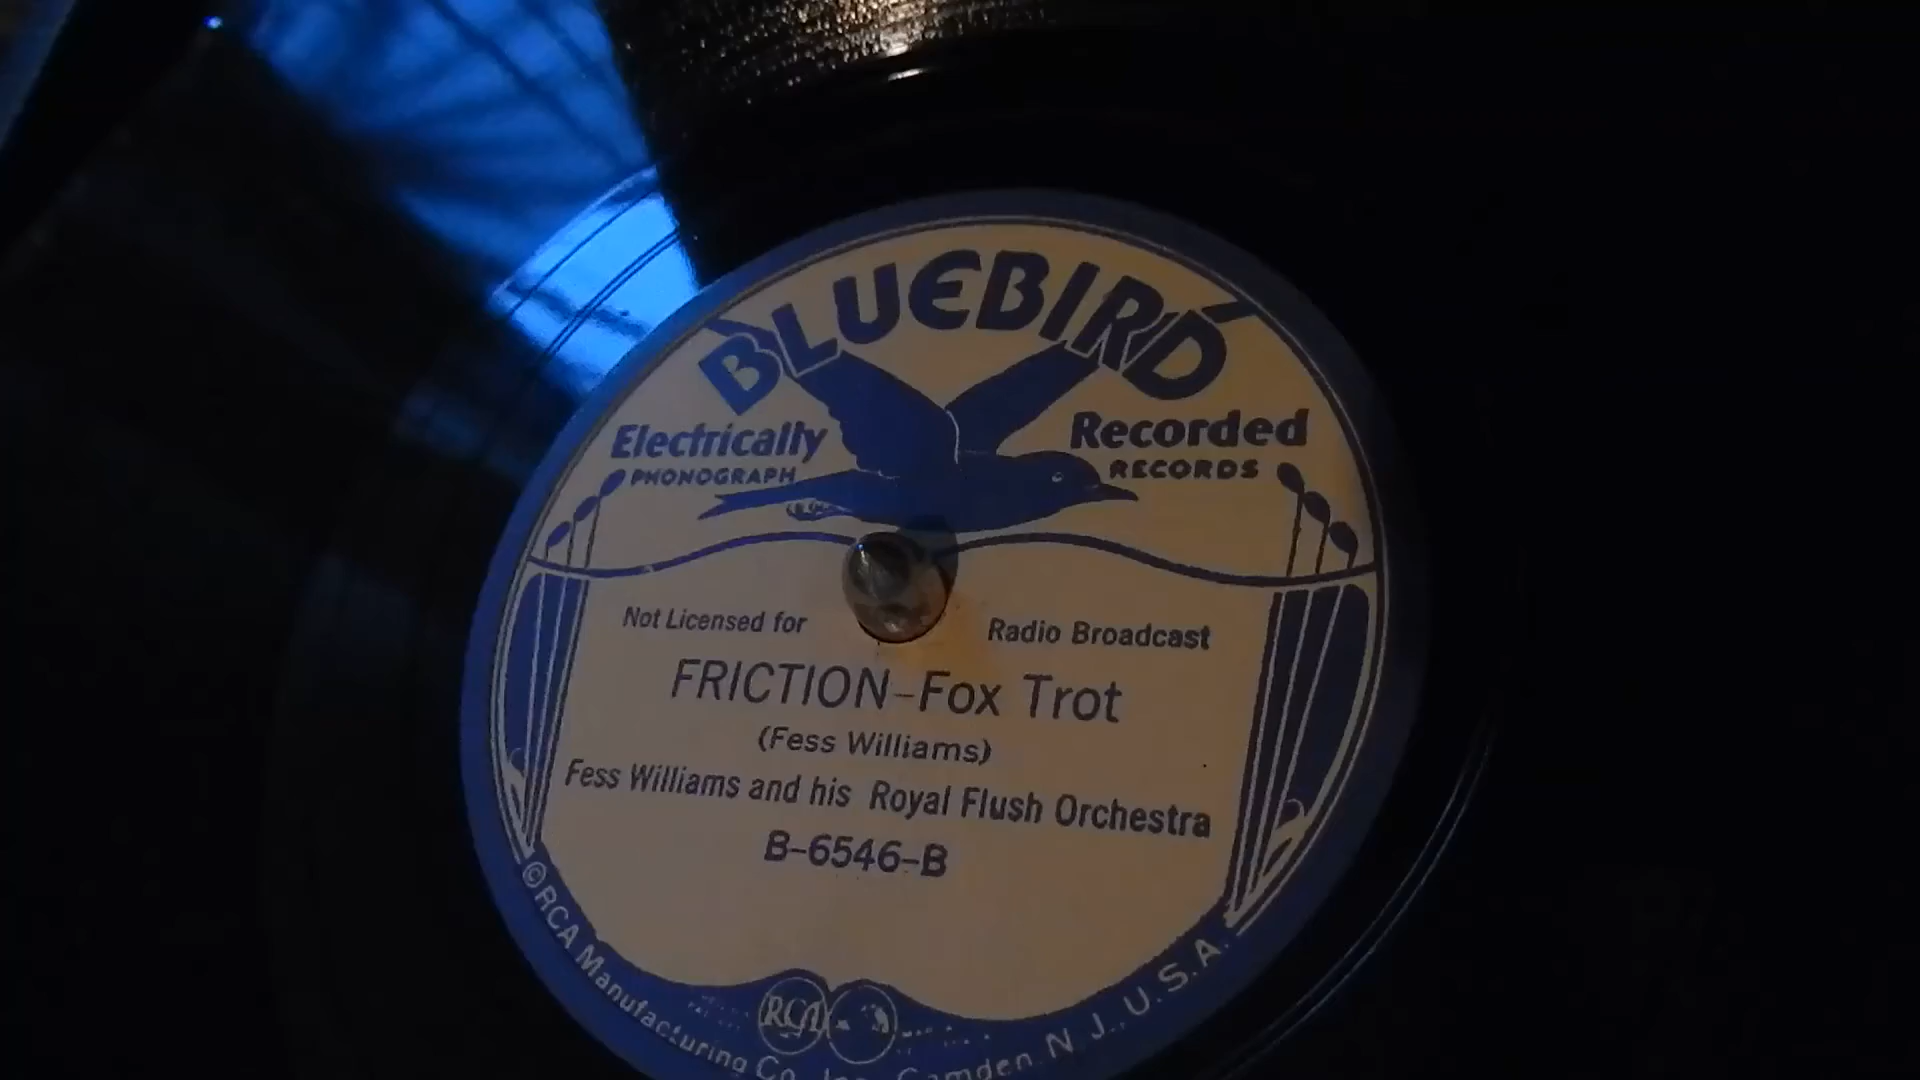 BLUEBIRD
Electrically Recorded
PHONOGRAPH RECORDS
Not Licensed for Radio Broadcast
FRICTION-Fox Trot
(Fess Williams)
Fess Williams and his Royal Flush Orchestra
B-6546-B
RCA
©RCA Manufacturing Co. Camden N.J., U.S.A.